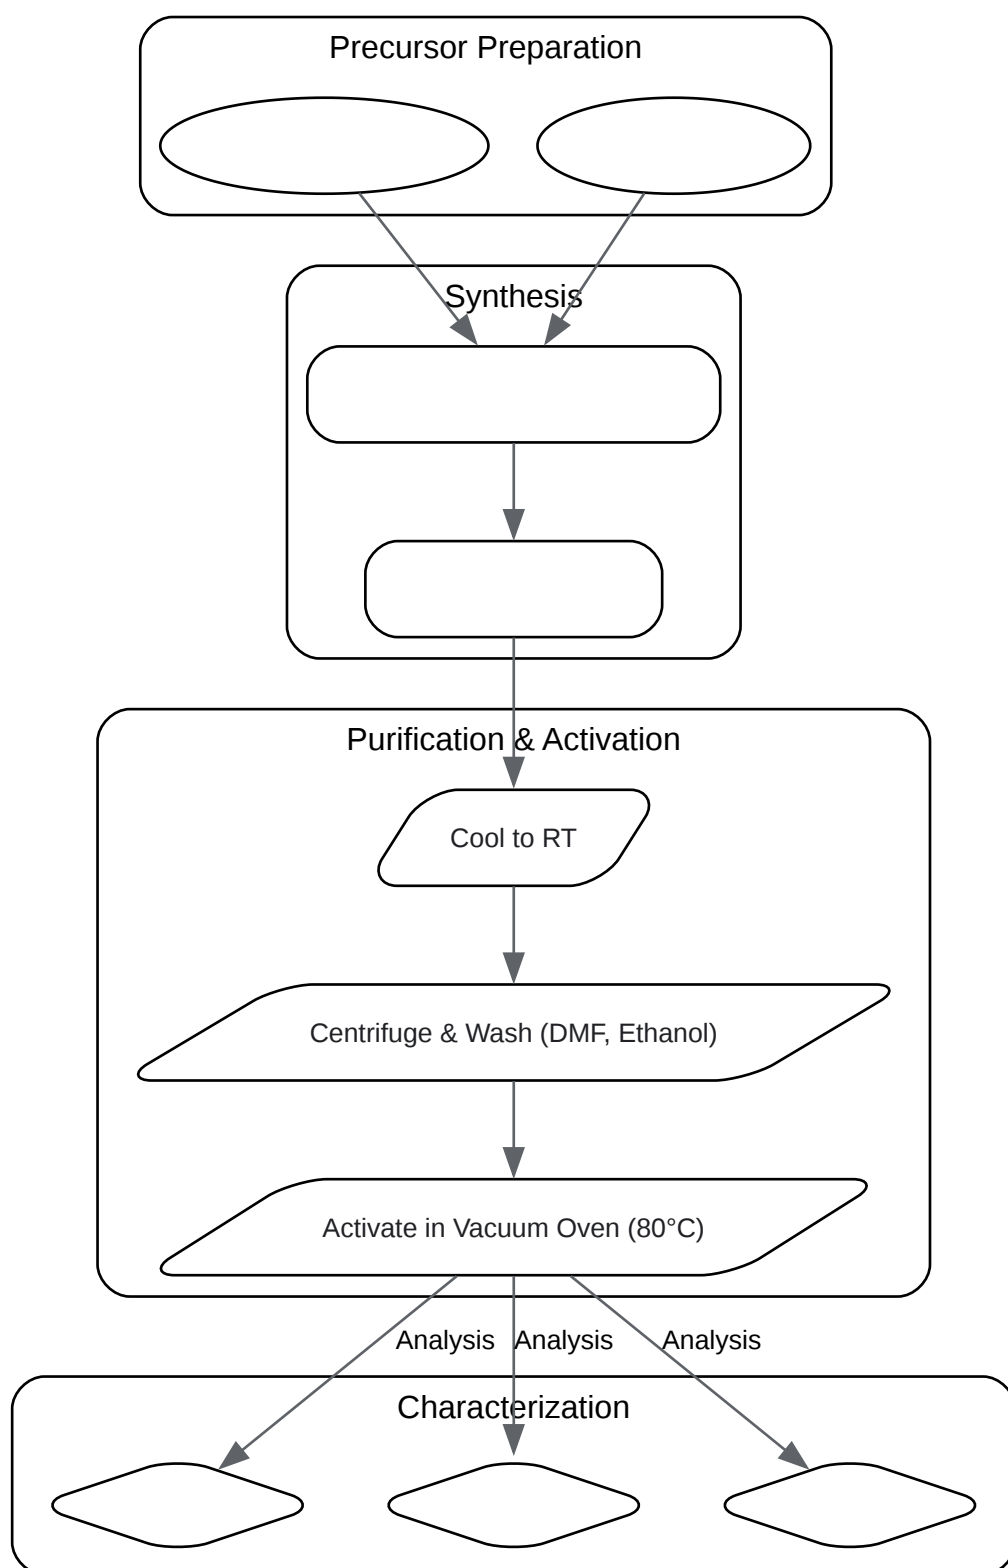 Precursor Preparation
Synthesis
Purification & Activation
Cool to RT
Centrifuge & Wash (DMF, Ethanol)
Activate in Vacuum Oven (80°C)
Analysis
Analysis
Analysis
Characterization